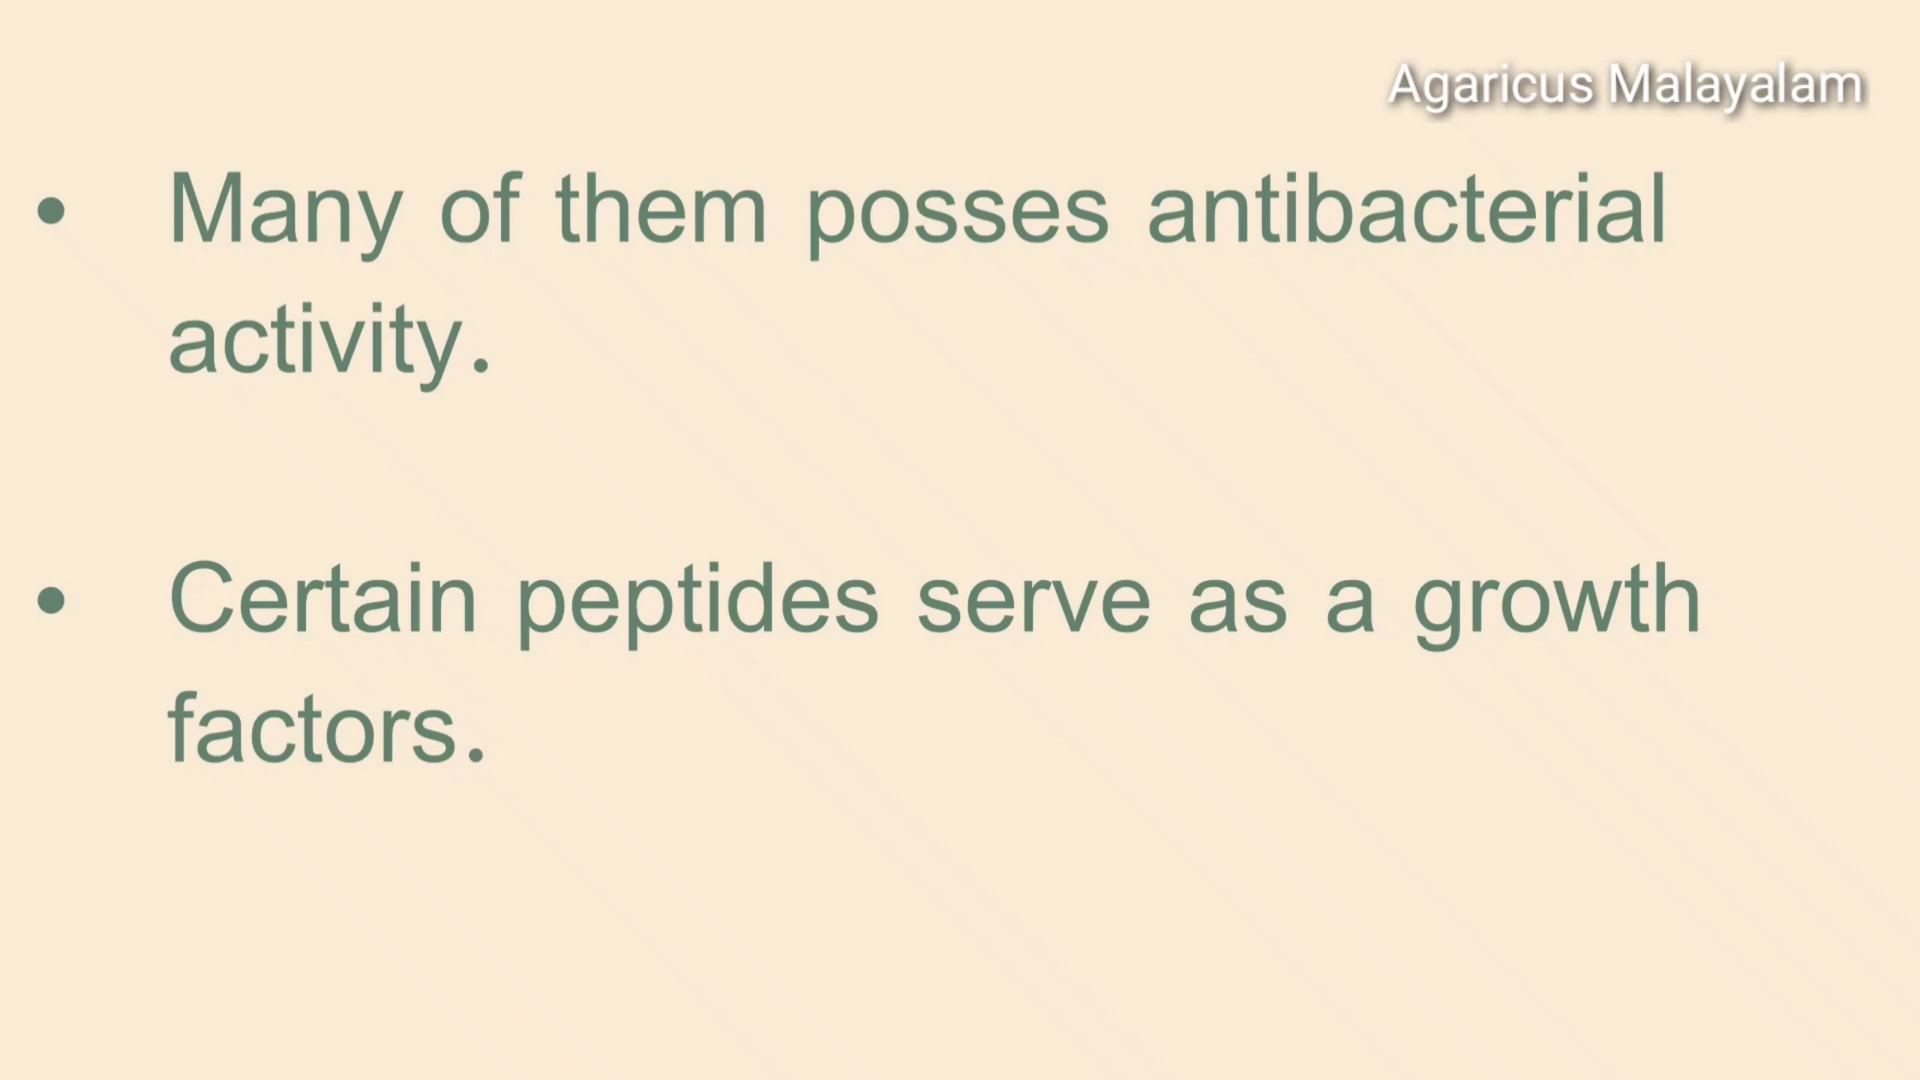 Agaricus Malayalam
• Many of them posses antibacterial
activity.
• Certain peptides serve as a growth
factors.